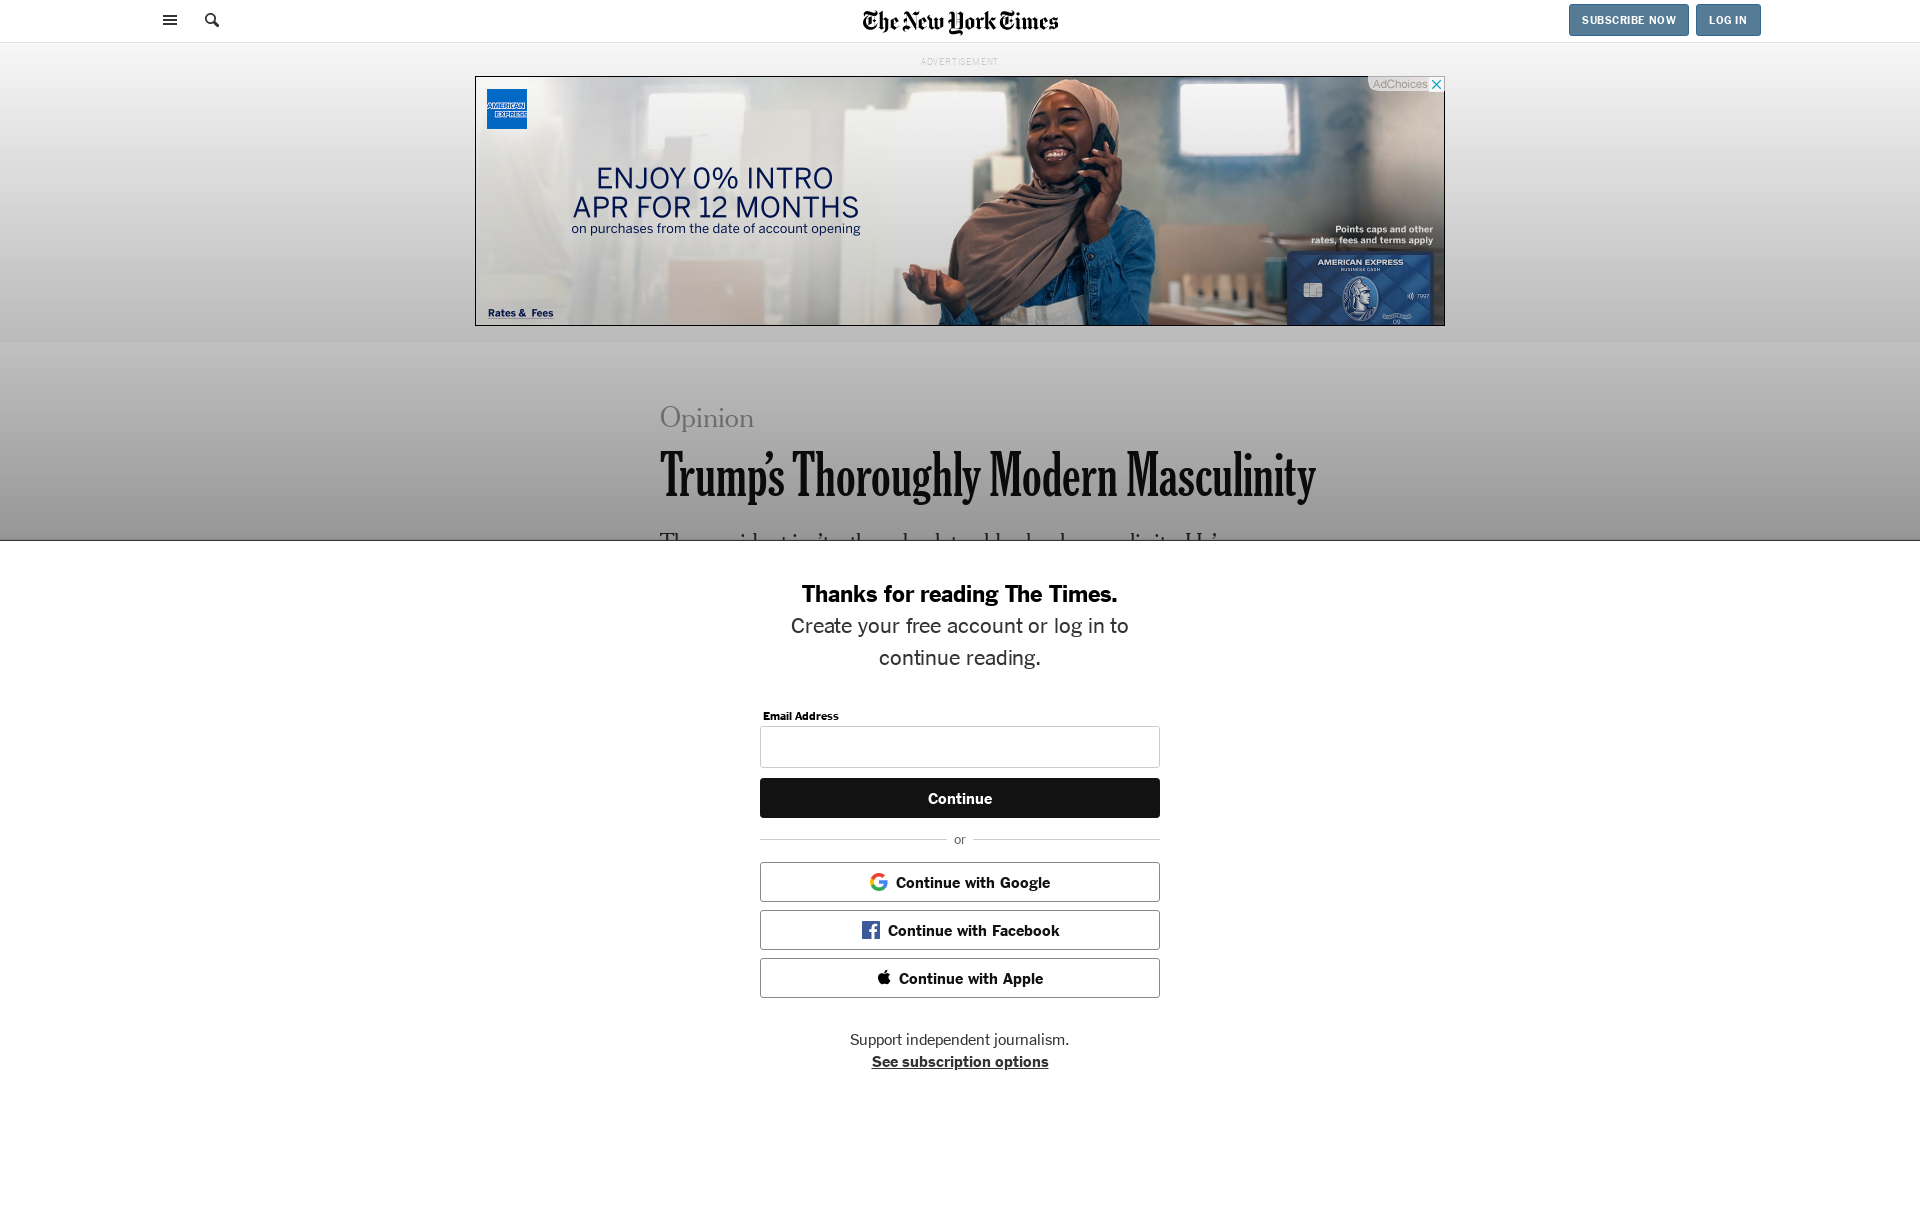 The New York Times
SUBSCRIBE NOW
LOG IN
ADVERTISEMENT
AdChoices
AMERICAN
EXPRESS
ENJOY 0% INTRO
APR FOR 12 MONTHS
on purchases from the date of account opening
Points caps and other
rates, fees and terms apply
AMERICAN EXPRESS
BUSINESS CASH
7997
09
Rates & Fees
Opinion
Trump's Thoroughly Modern Masculinity
Thanks for reading The Times.
Create your free account or log in to
continue reading.
Email Address
Continue
or
Continue with Google
Continue with Facebook
Continue with Apple
Support independent journalism.
See subscription options